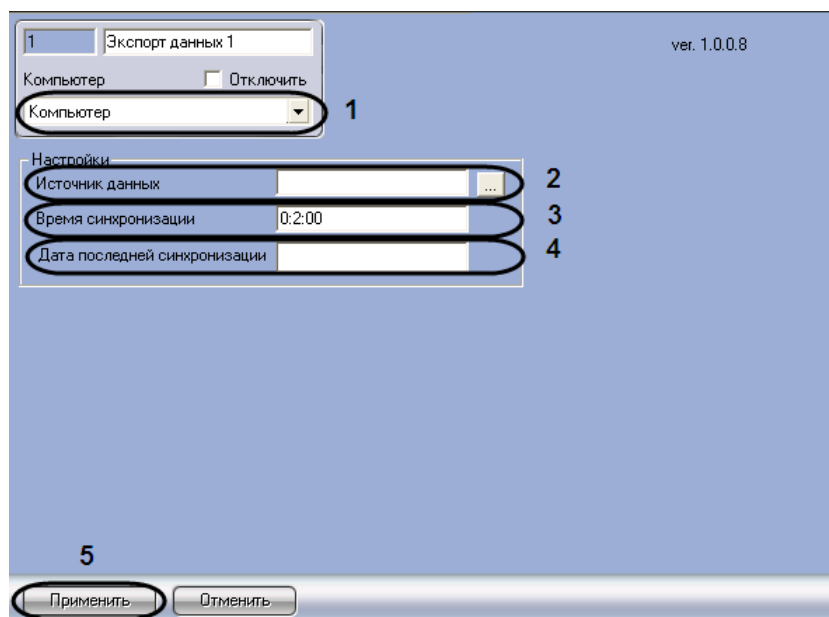 1 Экспорт данных 1
ver. 1.0.0.8
Компьютер Отключить
Компьютер 1
Настройки
Источник данных ... 2
Время синхронизации 0:2:00 3
Дата последней синхронизации 4
5
Применить Отменить